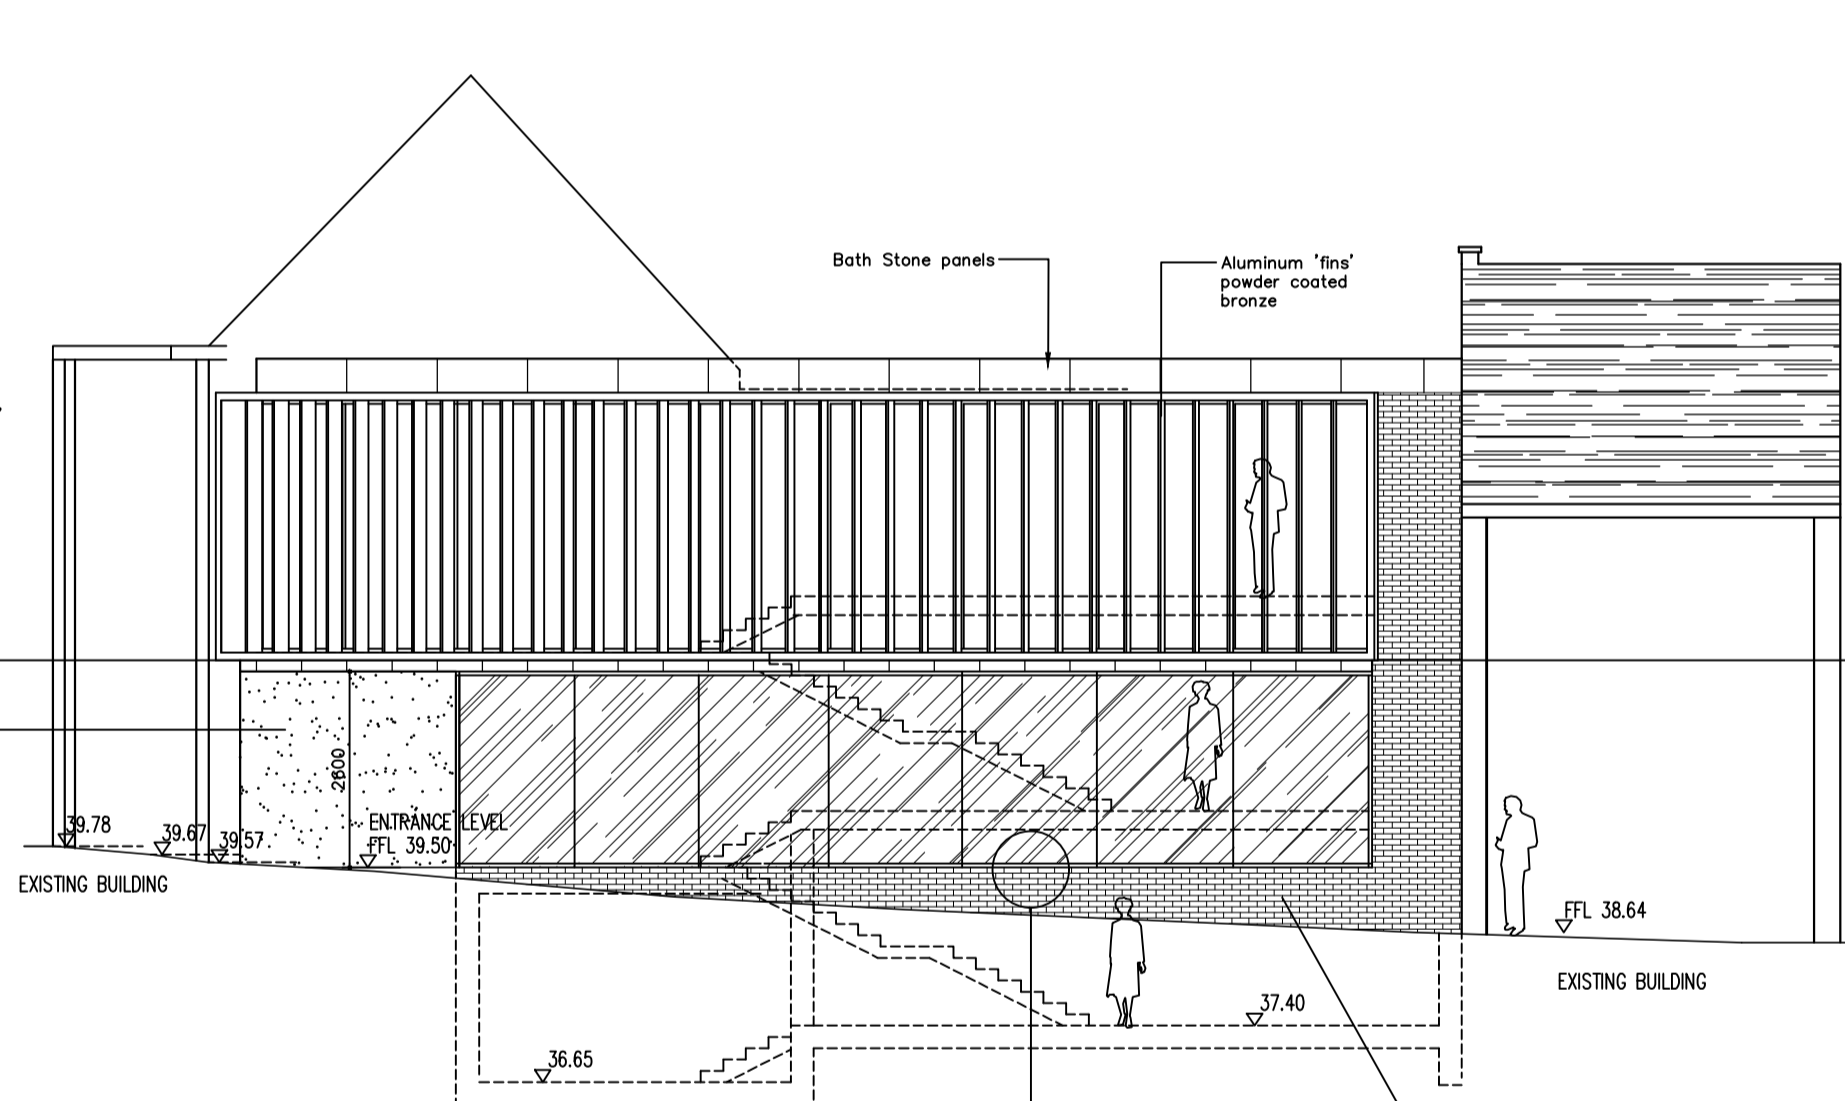 Bath Stone panels
Aluminum 'fins'
powder coated
bronze
2600
39.78
39.67
39.57
ENTRANCE LEVEL
FFL 39.50
EXISTING BUILDING
FFL 38.64
EXISTING BUILDING
37.40
36.65